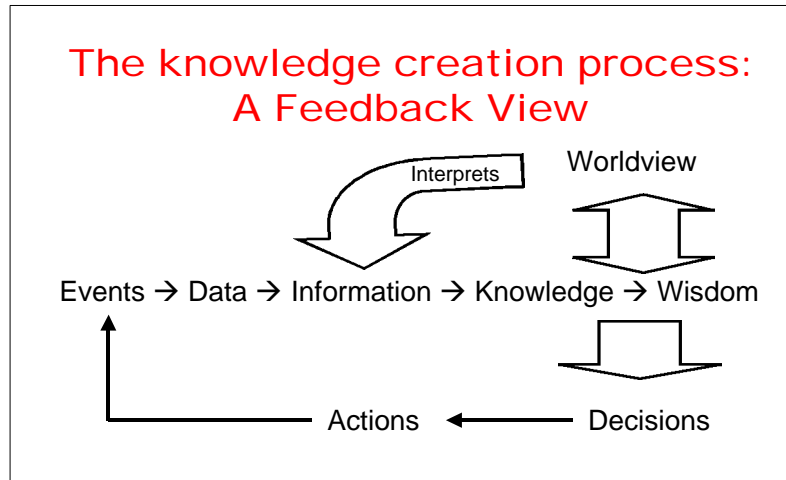 The knowledge creation process:
A Feedback View
Interprets
Worldview
Events → Data → Information → Knowledge → Wisdom
Actions
Decisions